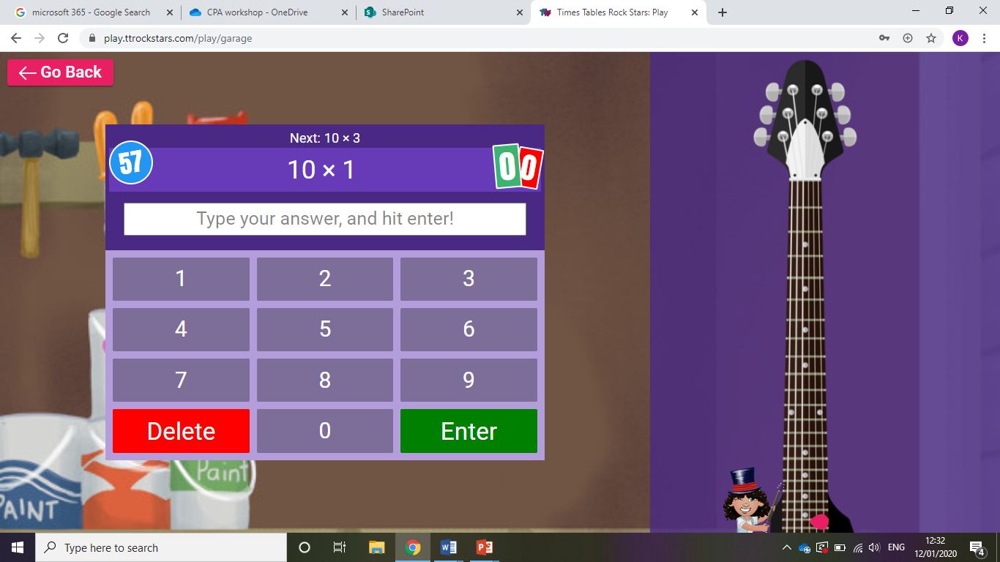 microsoft 365 - Google Search
CPA workshop - OneDrive
SharePoint
Times Tables Rock Stars: Play
play.ttrockstars.com/play/garage
K
Go Back
Next: 10 × 3
57
10 × 1
0 0
Type your answer, and hit enter!
1 2 3
4 5 6
7 8 9
Delete 0 Enter
PAINT
Paint
Type here to search
ENG
12:32
12/01/2020
4